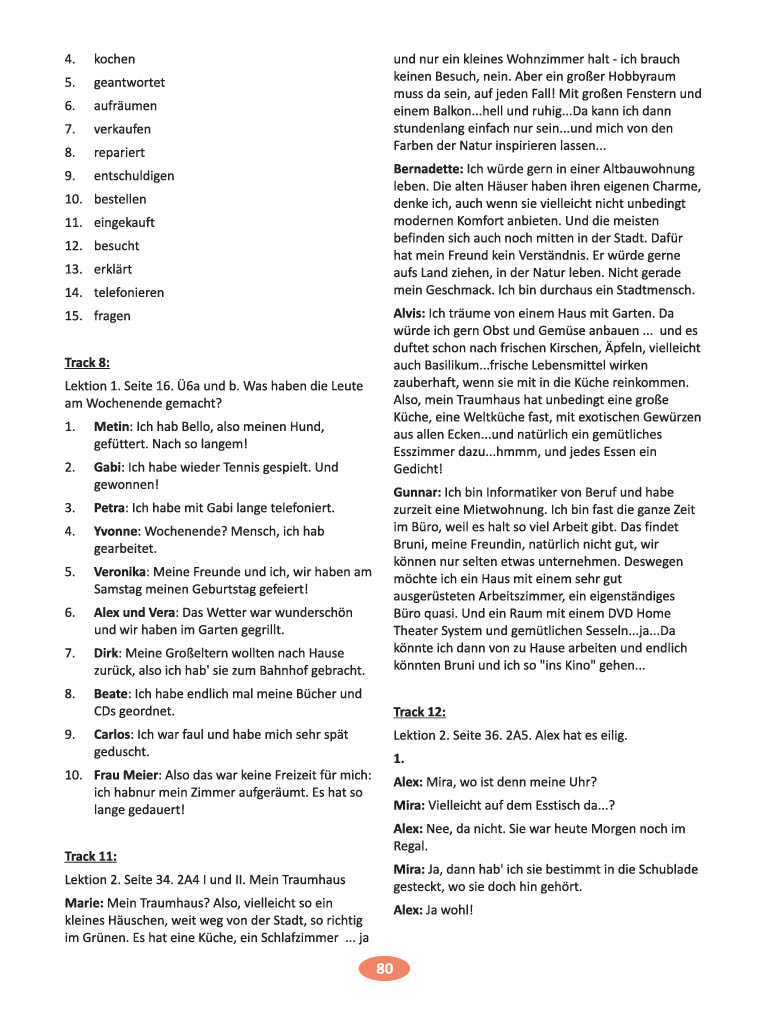 4. kochen
5. geantwortet
6. aufräumen
7. verkaufen
8. repariert
9. entschuldigen
10. bestellen
11. eingekauft
12. besucht
13. erklärt
14. telefonieren
15. fragen
Track 8:
Lektion 1. Seite 16. Ü6a und b. Was haben die Leute
am Wochenende gemacht?
1. Metin: Ich hab Bello, also meinen Hund,
gefüttert. Nach so langem!
2. Gabi: Ich habe wieder Tennis gespielt. Und
gewonnen!
3. Petra: Ich habe mit Gabi lange telefoniert.
4. Yvonne: Wochenende? Mensch, ich hab
gearbeitet.
5. Veronika: Meine Freunde und ich, wir haben am
Samstag meinen Geburtstag gefeiert!
6. Alex und Vera: Das Wetter war wunderschön
und wir haben im Garten gegrillt.
7. Dirk: Meine Großeltern wollten nach Hause
zurück, also ich hab' sie zum Bahnhof gebracht.
8. Beate: Ich habe endlich mal meine Bücher und
CDs geordnet.
9. Carlos: Ich war faul und habe mich sehr spät
geduscht.
10. Frau Meier: Also das war keine Freizeit für mich:
ich habnur mein Zimmer aufgeräumt. Es hat so
lange gedauert!
Track 11:
Lektion 2. Seite 34. 2A4 I und II. Mein Traumhaus
Marie: Mein Traumhaus? Also, vielleicht so ein
kleines Häuschen, weit weg von der Stadt, so richtig
im Grünen. Es hat eine Küche, ein Schlafzimmer ... ja
und nur ein kleines Wohnzimmer halt - ich brauch
keinen Besuch, nein. Aber ein großer Hobbyraum
muss da sein, auf jeden Fall! Mit großen Fenstern und
einem Balkon...hell und ruhig...Da kann ich dann
stundenlang einfach nur sein...und mich von den
Farben der Natur inspirieren lassen...
Bernadette: Ich würde gern in einer Altbauwohnung
leben. Die alten Häuser haben ihren eigenen Charme,
denke ich, auch wenn sie vielleicht nicht unbedingt
modernen Komfort anbieten. Und die meisten
befinden sich auch noch mitten in der Stadt. Dafür
hat mein Freund kein Verständnis. Er würde gerne
aufs Land ziehen, in der Natur leben. Nicht gerade
mein Geschmack. Ich bin durchaus ein Stadtmensch.
Alvis: Ich träume von einem Haus mit Garten. Da
würde ich gern Obst und Gemüse anbauen ... und es
duftet schon nach frischen Kirschen, Äpfeln, vielleicht
auch Basilikum...frische Lebensmittel wirken
zauberhaft, wenn sie mit in die Küche reinkommen.
Also, mein Traumhaus hat unbedingt eine große
Küche, eine Weltküche fast, mit exotischen Gewürzen
aus allen Ecken...und natürlich ein gemütliches
Esszimmer dazu...hmmm, und jedes Essen ein
Gedicht!
Gunnar: Ich bin Informatiker von Beruf und habe
zurzeit eine Mietwohnung. Ich bin fast die ganze Zeit
im Büro, weil es halt so viel Arbeit gibt. Das findet
Bruni, meine Freundin, natürlich nicht gut, wir
können nur selten etwas unternehmen. Deswegen
möchte ich ein Haus mit einem sehr gut
ausgerüsteten Arbeitszimmer, ein eigenständiges
Büro quasi. Und ein Raum mit einem DVD Home
Theater System und gemütlichen Sesseln...ja...Da
könnte ich dann von zu Hause arbeiten und endlich
könnten Bruni und ich so "ins Kino" gehen...
Track 12:
Lektion 2. Seite 36. 2A5. Alex hat es eilig.
1.
Alex: Mira, wo ist denn meine Uhr?
Mira: Vielleicht auf dem Esstisch da...?
Alex: Nee, da nicht. Sie war heute Morgen noch im
Regal.
Mira: Ja, dann hab' ich sie bestimmt in die Schublade
gesteckt, wo sie doch hin gehört.
Alex: Ja wohl!
80